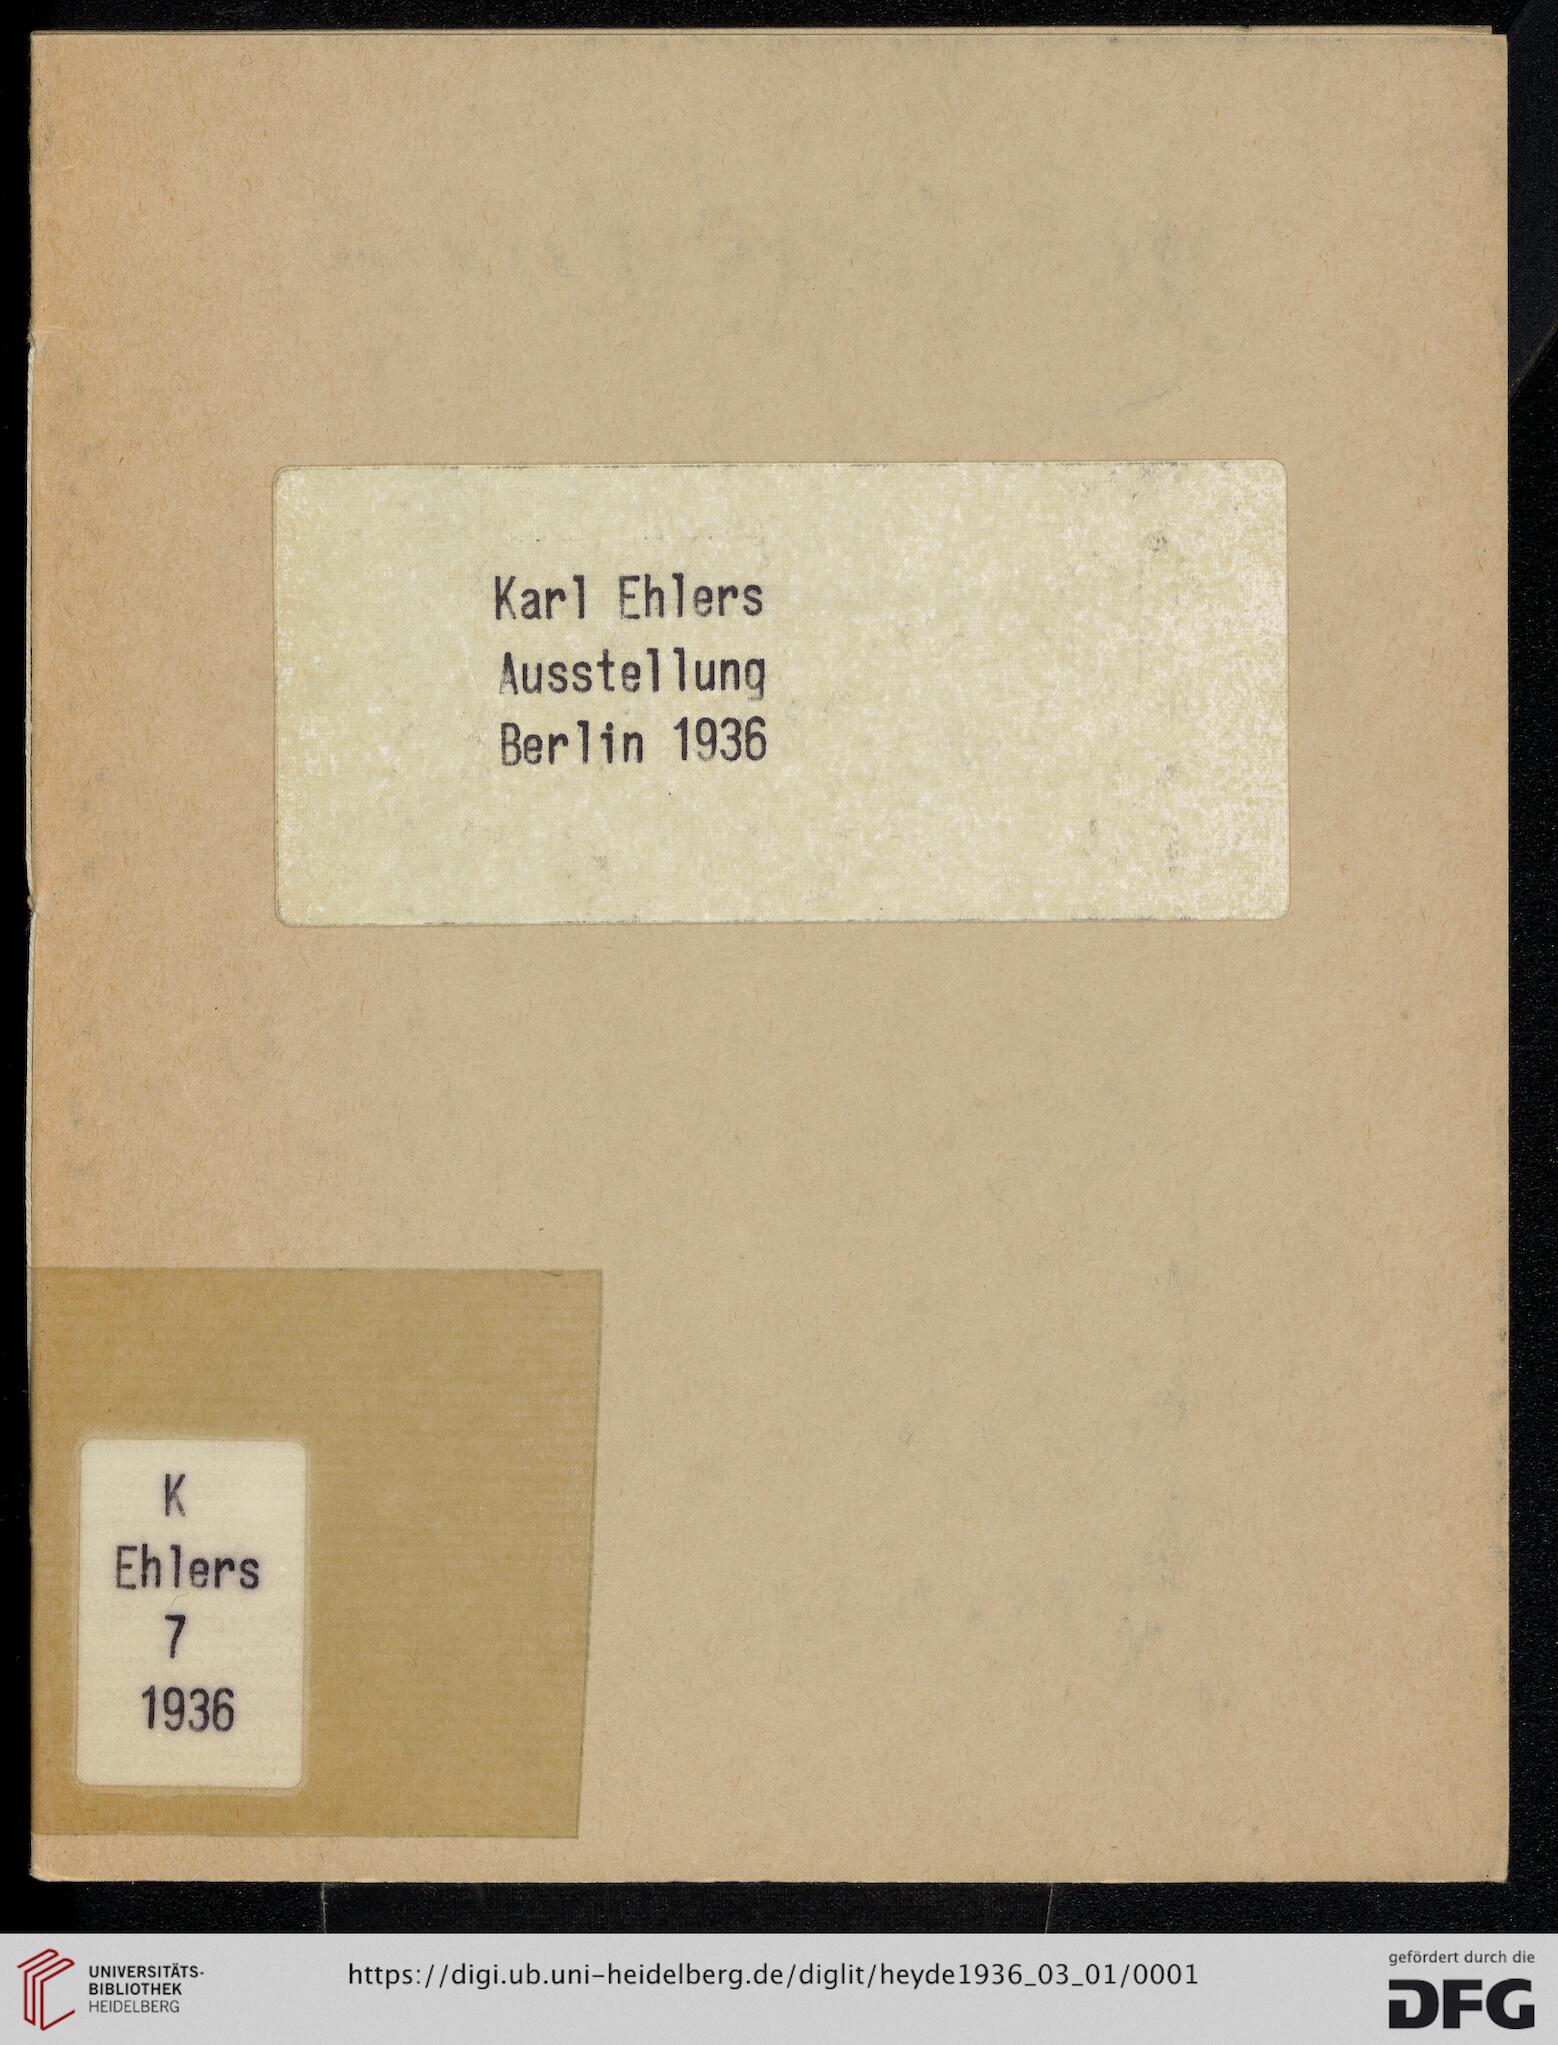 Karl Ehlers
Ausstellung
Berlin 1936
K
Ehlers
7
1936
UNIVERSITÄTS-
BIBLIOTHEK
HEIDELBERG
https://digi.ub.uni-heidelberg.de/diglit/heyde1936_03_01/0001
gefördert durch die
DFG